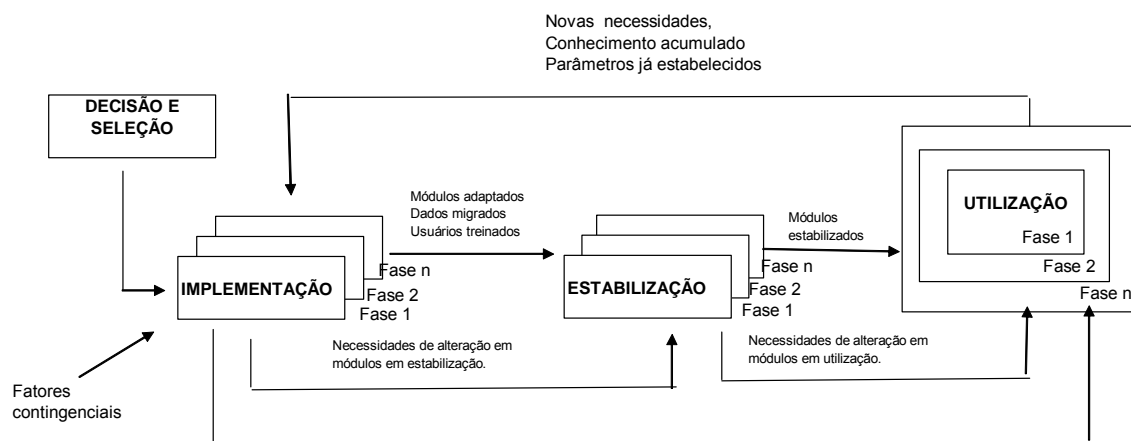 Novas necessidades,
Conhecimento acumulado
Parâmetros já estabelecidos
DECISÃO E
SELEÇÃO
Módulos adaptados
Dados migrados
Usuários treinados
Módulos
estabilizados
UTILIZAÇÃO
Fase 1
Fase 2
Fase n
IMPLEMENTAÇÃO
Fase n
Fase 2
Fase 1
ESTABILIZAÇÃO
Fase n
Fase 2
Fase 1
Necessidades de alteração em
módulos em estabilização.
Necessidades de alteração em
módulos em utilização.
Fatores
contingenciais